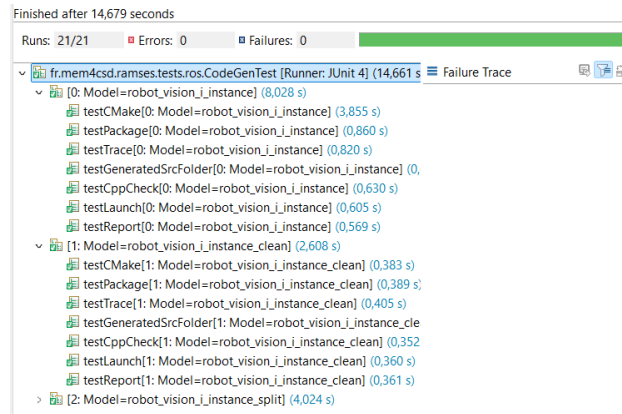 Finished after 14,679 seconds
Runs: 21/21 Errors: 0 Failures: 0
fr.mem4csd.ramses.tests.ros.CodeGenTest [Runner: JUnit 4] (14,661 s Failure Trace
[0: Model=robot_vision_i_instance] (8,028 s)
testCMake[0: Model=robot_vision_i_instance] (3,855 s)
testPackage[0: Model=robot_vision_i_instance] (0,860 s)
testTrace[0: Model=robot_vision_i_instance] (0,820 s)
testGeneratedSrcFolder[0: Model=robot_vision_i_instance] (0,
testCppCheck[0: Model=robot_vision_i_instance] (0,630 s)
testLaunch[0: Model=robot_vision_i_instance] (0,605 s)
testReport[0: Model=robot_vision_i_instance] (0,569 s)
[1: Model=robot_vision_i_instance_clean] (2,608 s)
testCMake[1: Model=robot_vision_i_instance_clean] (0,383 s)
testPackage[1: Model=robot_vision_i_instance_clean] (0,389 s)
testTrace[1: Model=robot_vision_i_instance_clean] (0,405 s)
testGeneratedSrcFolder[1: Model=robot_vision_i_instance_cle
testCppCheck[1: Model=robot_vision_i_instance_clean] (0,352
testLaunch[1: Model=robot_vision_i_instance_clean] (0,360 s)
testReport[1: Model=robot_vision_i_instance_clean] (0,361 s)
[2: Model=robot_vision_i_instance_split] (4,024 s)